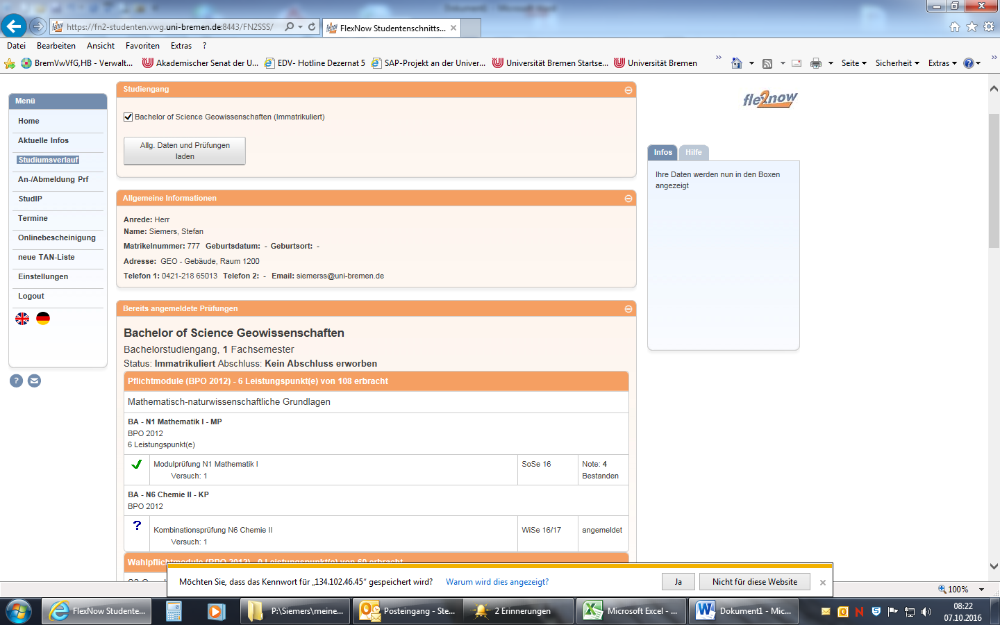 https://fn2-studenten.vwg.uni-bremen.de:8443/FN2SSS/
FlexNow Studentenschnitts...
Datei Bearbeiten Ansicht Favoriten Extras ?
BremVwVfG,HB - Verwalt... Akademischer Senat der U... EDV- Hotline Dezernat 5 SAP-Projekt an der Univer... Universität Bremen Startse... Universität Bremen
Seite Sicherheit Extras
Menü
Home
Aktuelle Infos
Studiumsverlauf
An-/Abmeldung Prf
StudIP
Termine
Onlinebescheinigung
neue TAN-Liste
Einstellungen
Logout
Studiengang
Bachelor of Science Geowissenschaften (Immatrikuliert)
Allg. Daten und Prüfungen
laden
Allgemeine Informationen
Anrede: Herr
Name: Siemers, Stefan
Matrikelnummer: 777 Geburtsdatum: - Geburtsort: -
Adresse: GEO - Gebäude, Raum 1200
Telefon 1: 0421-218 65013 Telefon 2: - Email: siemerss@uni-bremen.de
Bereits angemeldete Prüfungen
Bachelor of Science Geowissenschaften
Bachelorstudiengang, 1 Fachsemester
Status: Immatrikuliert Abschluss: Kein Abschluss erworben
Pflichtmodule (BPO 2012) - 6 Leistungspunkt(e) von 108 erbracht
Mathematisch-naturwissenschaftliche Grundlagen
BA - N1 Mathematik I - MP
BPO 2012
6 Leistungspunkt(e)
Modulprüfung N1 Mathematik I SoSe 16 Note: 4
Versuch: 1 Bestanden
BA - N6 Chemie II - KP
BPO 2012
?
Kombinationsprüfung N6 Chemie II WiSe 16/17 angemeldet
Versuch: 1
Wahlpflichtmodule (BPO 2012) - 0 Leistungspunkt(e) von 60 erbracht
fle2now
Infos Hilfe
Ihre Daten werden nun in den Boxen
angezeigt
Möchten Sie, dass das Kennwort für „134.102.46.45“ gespeichert wird? Warum wird dies angezeigt? Ja Nicht für diese Website
100%
FlexNow Studente... P:\Siemers\meine... Posteingang - Ste... 2 Erinnerungen Microsoft Excel - ... Dokument1 - Mic...
08:22
07.10.2016